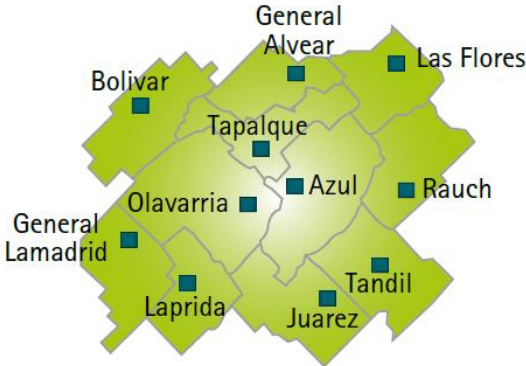 General
Alvear
Las Flores
Bolivar
Tapalque
Azul
Rauch
Olavarria
General
Lamadrid
Tandil
Laprida
Juarez